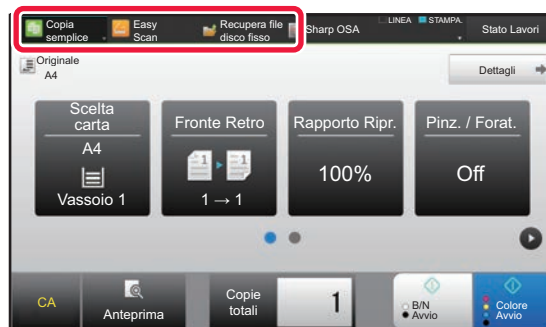 Copia semplice
Easy Scan
Recupera file disco fisso
Sharp OSA
LINEA
STAMPA.
Stato Lavori
Originale
A4
Dettagli
Scelta carta
A4
Vassoio 1
Fronte Retro
1
1
1 → 1
Rapporto Ripr.
100%
Pinz. / Forat.
Off
CA
Anteprima
Copie totali
1
B/N
Avvio
Colore
Avvio